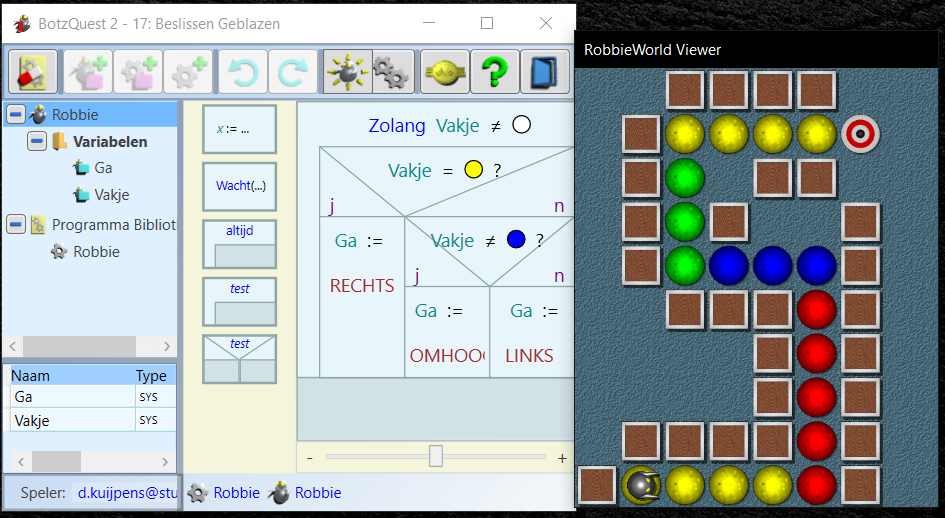 BotzQuest 2 - 17: Beslissen Geblazen
RobbieWorld Viewer
Robbie
Variabelen
Ga
Vakje
Programma Bibliot
Robbie
Naam Type
Ga SYS
Vakje SYS
Speler: d.kuijpens@stu
x := ...
Wacht(...)
altijd
test
test
Zolang Vakje ≠
Vakje = ?
j n
Ga :=
RECHTS
Vakje ≠ ?
j n
Ga :=
OMHOO
Ga :=
LINKS
- +
Robbie Robbie